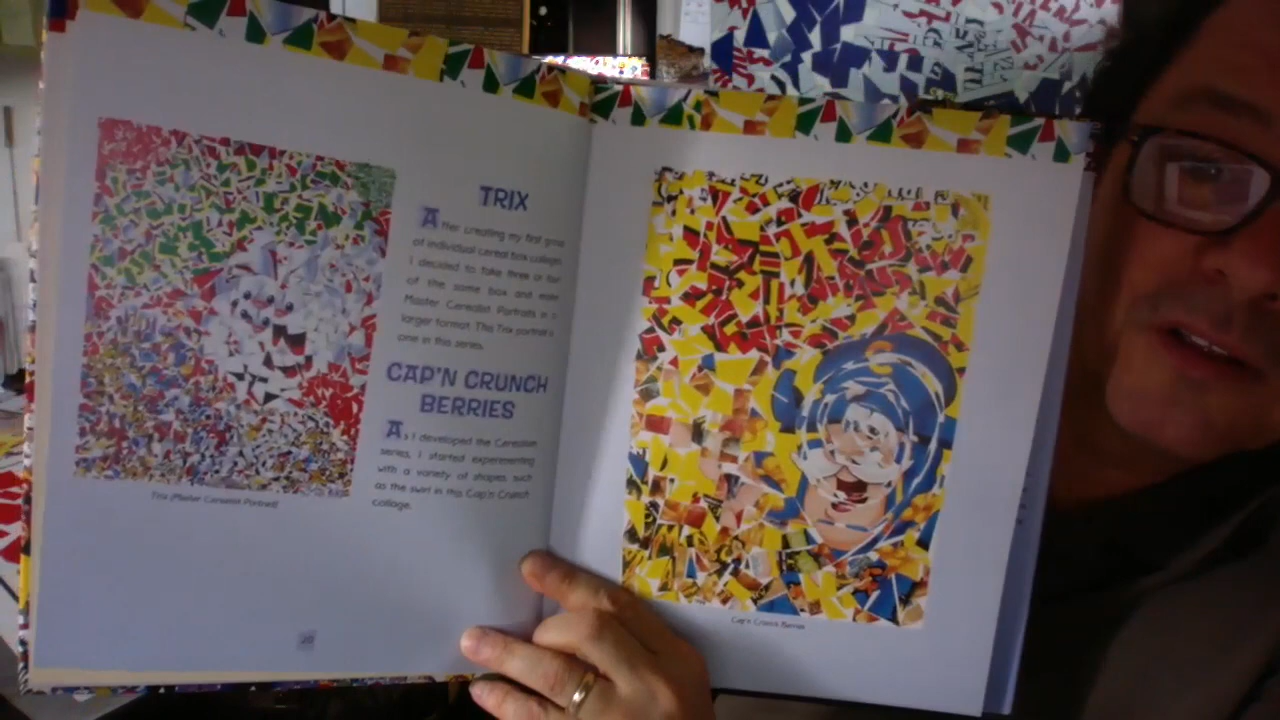 TRIX
After creating my first
of individual cereal box collages,
I decided to take three or four
of the same box and make
Master Cerealist Portraits in a
larger format. This Trix portrait is
one in this series.
CAP'N CRUNCH
BERRIES
As I developed the Cerealism
series, I started experimenting
with a variety of shapes, such
as the swirl in this Cap'n Crunch
collage.
Trix (Master Cerealist Portrait)
20
Cap'n Crunch Berries
C